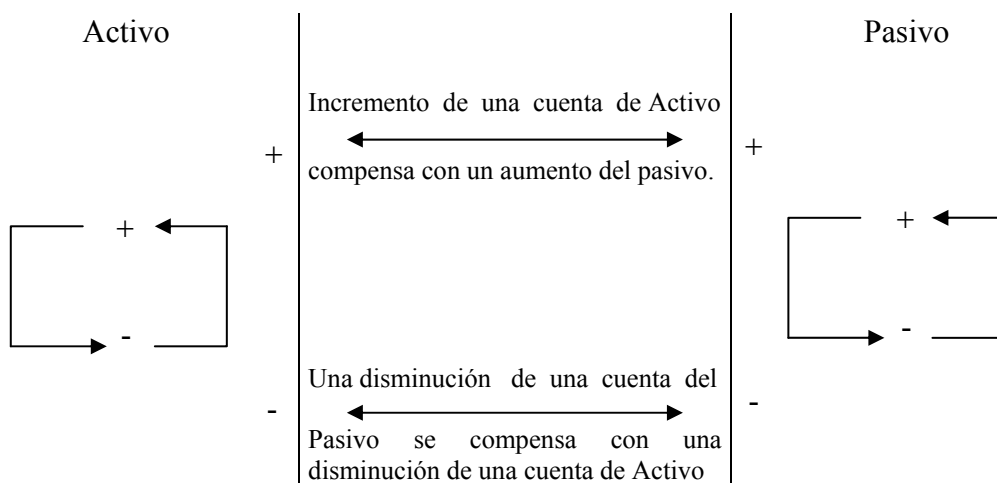 Activo
Pasivo
Incremento de una cuenta de Activo
+
+
compensa con un aumento del pasivo.
+
+
-
-
Una disminución de una cuenta del
-
-
Pasivo se compensa con una
disminución de una cuenta de Activo